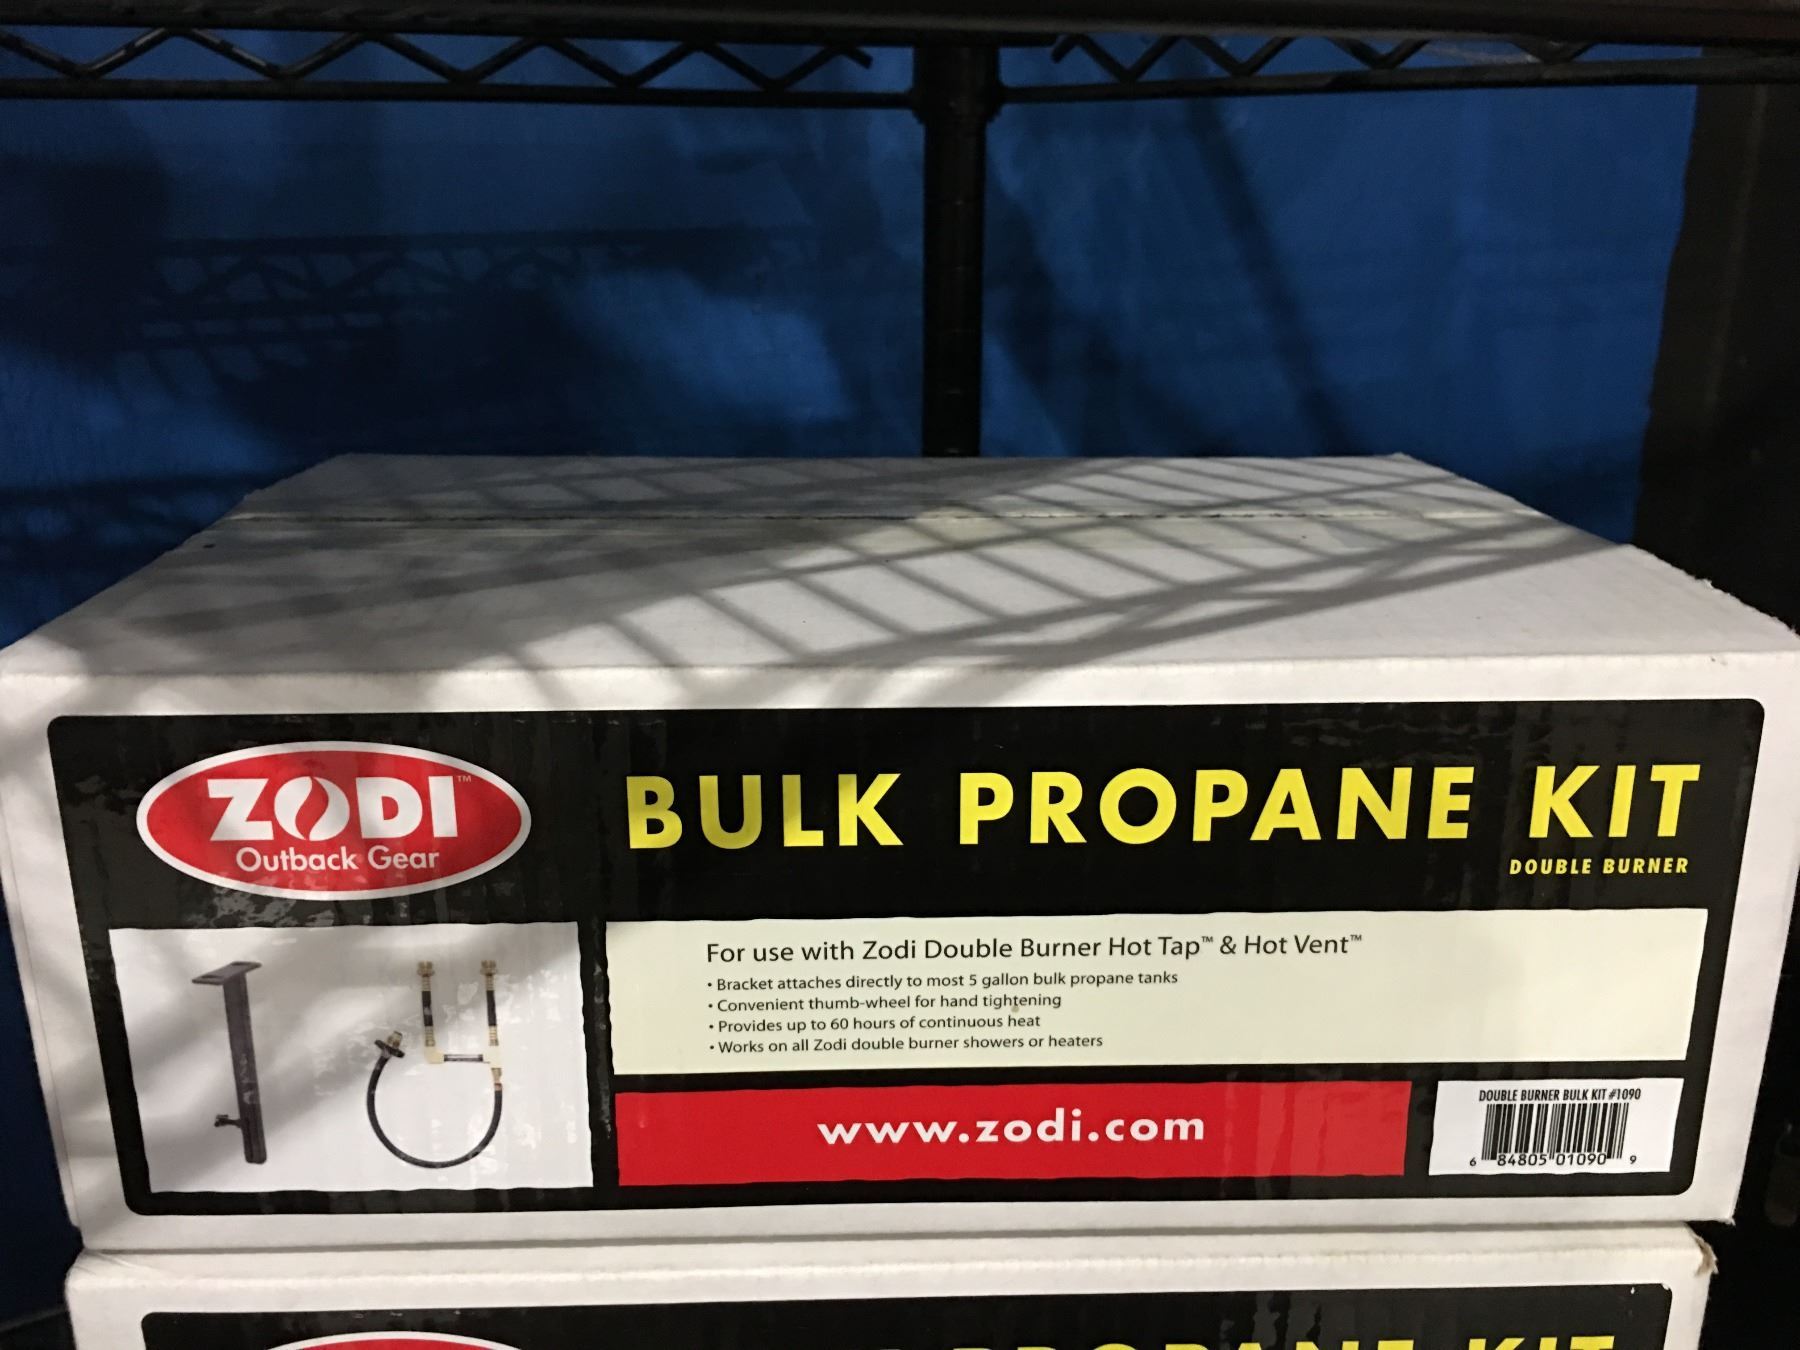 ZODI™
Outback Gear
BULK PROPANE KIT
DOUBLE BURNER
For use with Zodi Double Burner Hot Tap™ & Hot Vent™
• Bracket attaches directly to most 5 gallon bulk propane tanks
• Convenient thumb-wheel for hand tightening
• Provides up to 60 hours of continuous heat
• Works on all Zodi double burner showers or heaters
www.zodi.com
DOUBLE BURNER BULK KIT #1090
6 84805 01090 9
PROPANE KIT